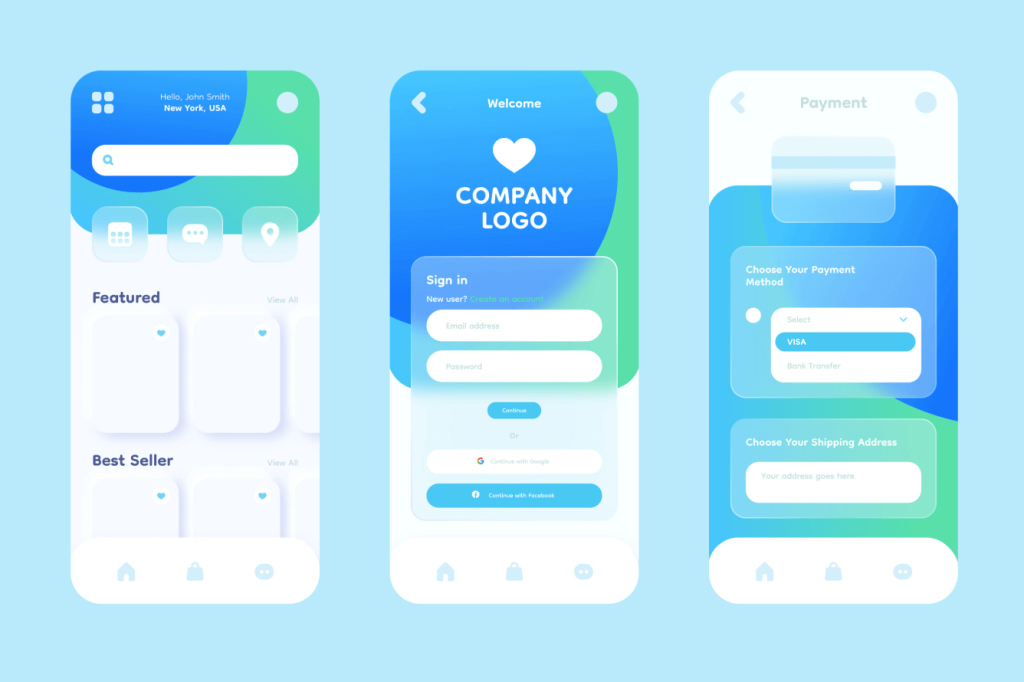 Hello, John Smith
New York, USA
Featured
View All
Best Seller
View All
Welcome
COMPANY
LOGO
Sign in
New user? Create an account
Email address
Password
Continue
Or
Continue with Google
Continue with Facebook
Payment
Choose Your Payment
Method
Select
VISA
Bank Transfer
Choose Your Shipping Address
Your address goes here